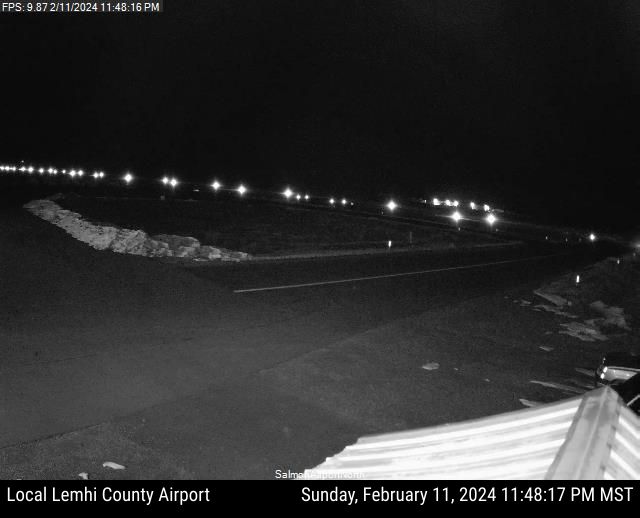 FPS: 9.87 2/11/2024 11:48:16 PM
Local Lemhi County Airport
Sunday, February 11, 2024 11:48:17 PM MST